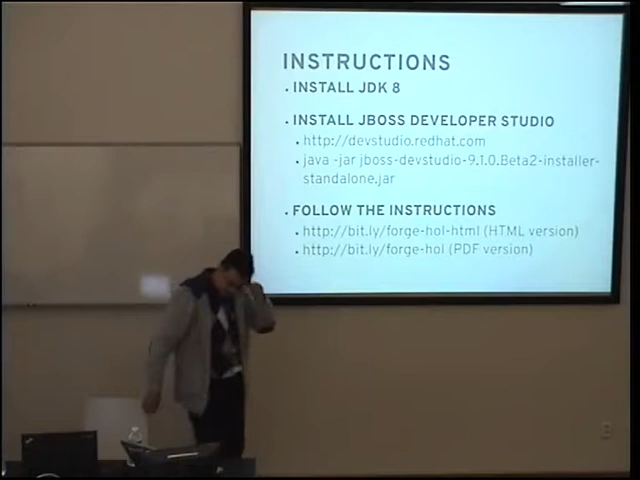 INSTRUCTIONS
• INSTALL JDK 8
• INSTALL JBOSS DEVELOPER STUDIO
• http://devstudio.redhat.com
• java -jar jboss-devstudio-9.1.0.Beta2-installer-
standalone.jar
• FOLLOW THE INSTRUCTIONS
• http://bit.ly/forge-hol-html (HTML version)
• http://bit.ly/forge-hol (PDF version)